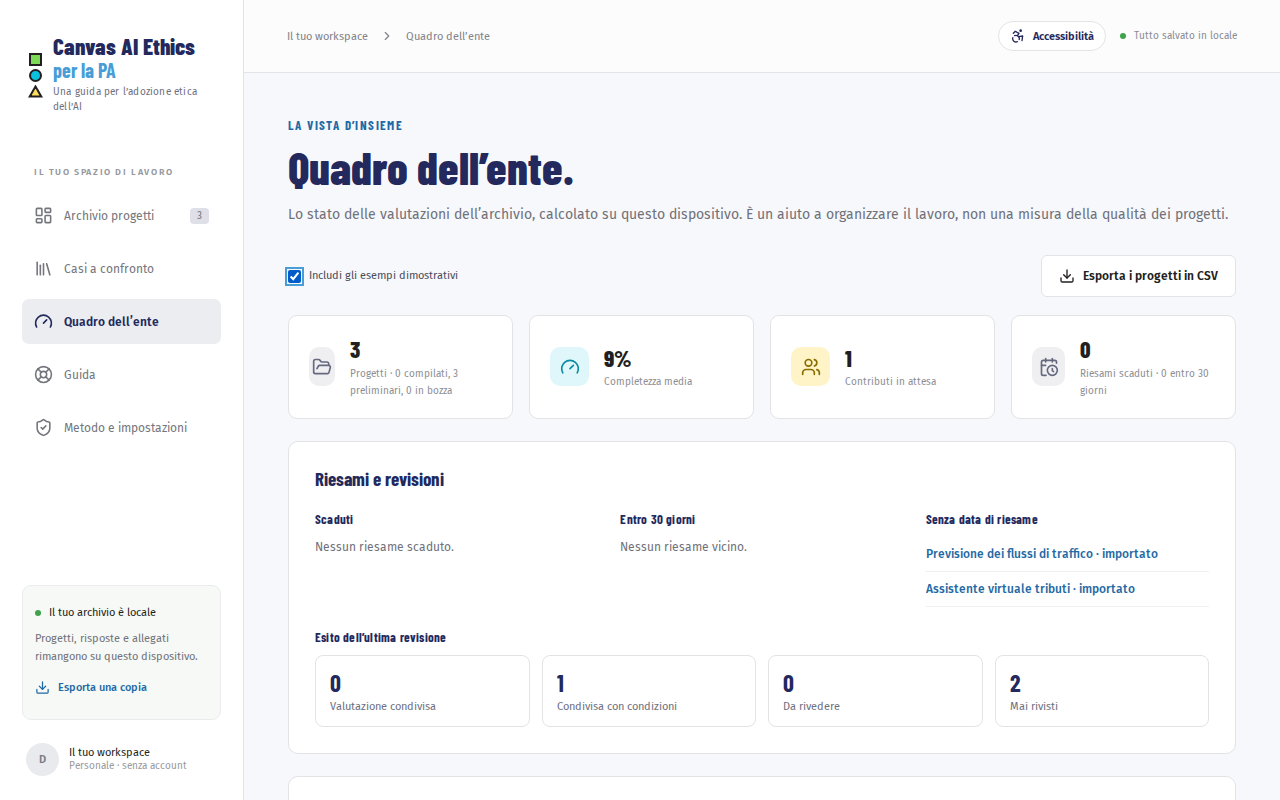 Canvas AI Ethics
per la PA
Una guida per l'adozione etica
dell'AI
IL TUO SPAZIO DI LAVORO
Archivio progetti
3
Casi a confronto
Quadro dell'ente
Guida
Metodo e impostazioni
Il tuo archivio è locale
Progetti, risposte e allegati
rimangono su questo dispositivo.
Esporta una copia
D
Il tuo workspace
Personale · senza account
Il tuo workspace
Quadro dell'ente
Accessibilità
Tutto salvato in locale
LA VISTA D'INSIEME
Quadro dell'ente.
Lo stato delle valutazioni dell'archivio, calcolato su questo dispositivo. È un aiuto a organizzare il lavoro, non una misura della qualità dei progetti.
Includi gli esempi dimostrativi
Esporta i progetti in CSV
3
Progetti · 0 compilati, 3
preliminari, 0 in bozza
9%
Completezza media
1
Contributi in attesa
0
Riesami scaduti · 0 entro 30
giorni
Riesami e revisioni
Scaduti
Nessun riesame scaduto.
Entro 30 giorni
Nessun riesame vicino.
Senza data di riesame
Previsione dei flussi di traffico · importato
Assistente virtuale tributi · importato
Esito dell'ultima revisione
0
Valutazione condivisa
1
Condivisa con condizioni
0
Da rivedere
2
Mai rivisti